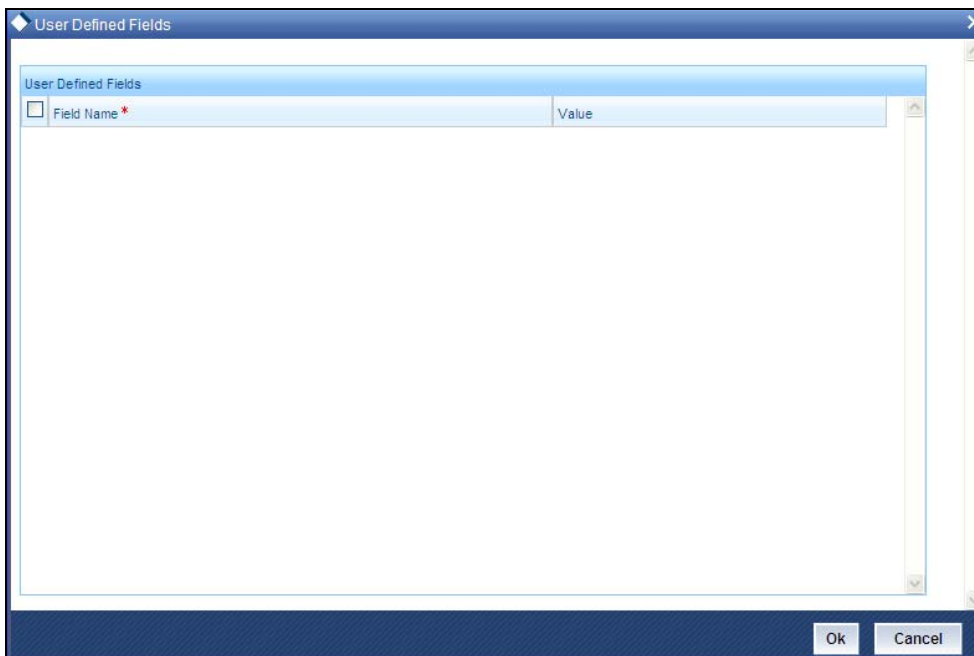 User Defined Fields
User Defined Fields
Field Name * Value
Ok Cancel